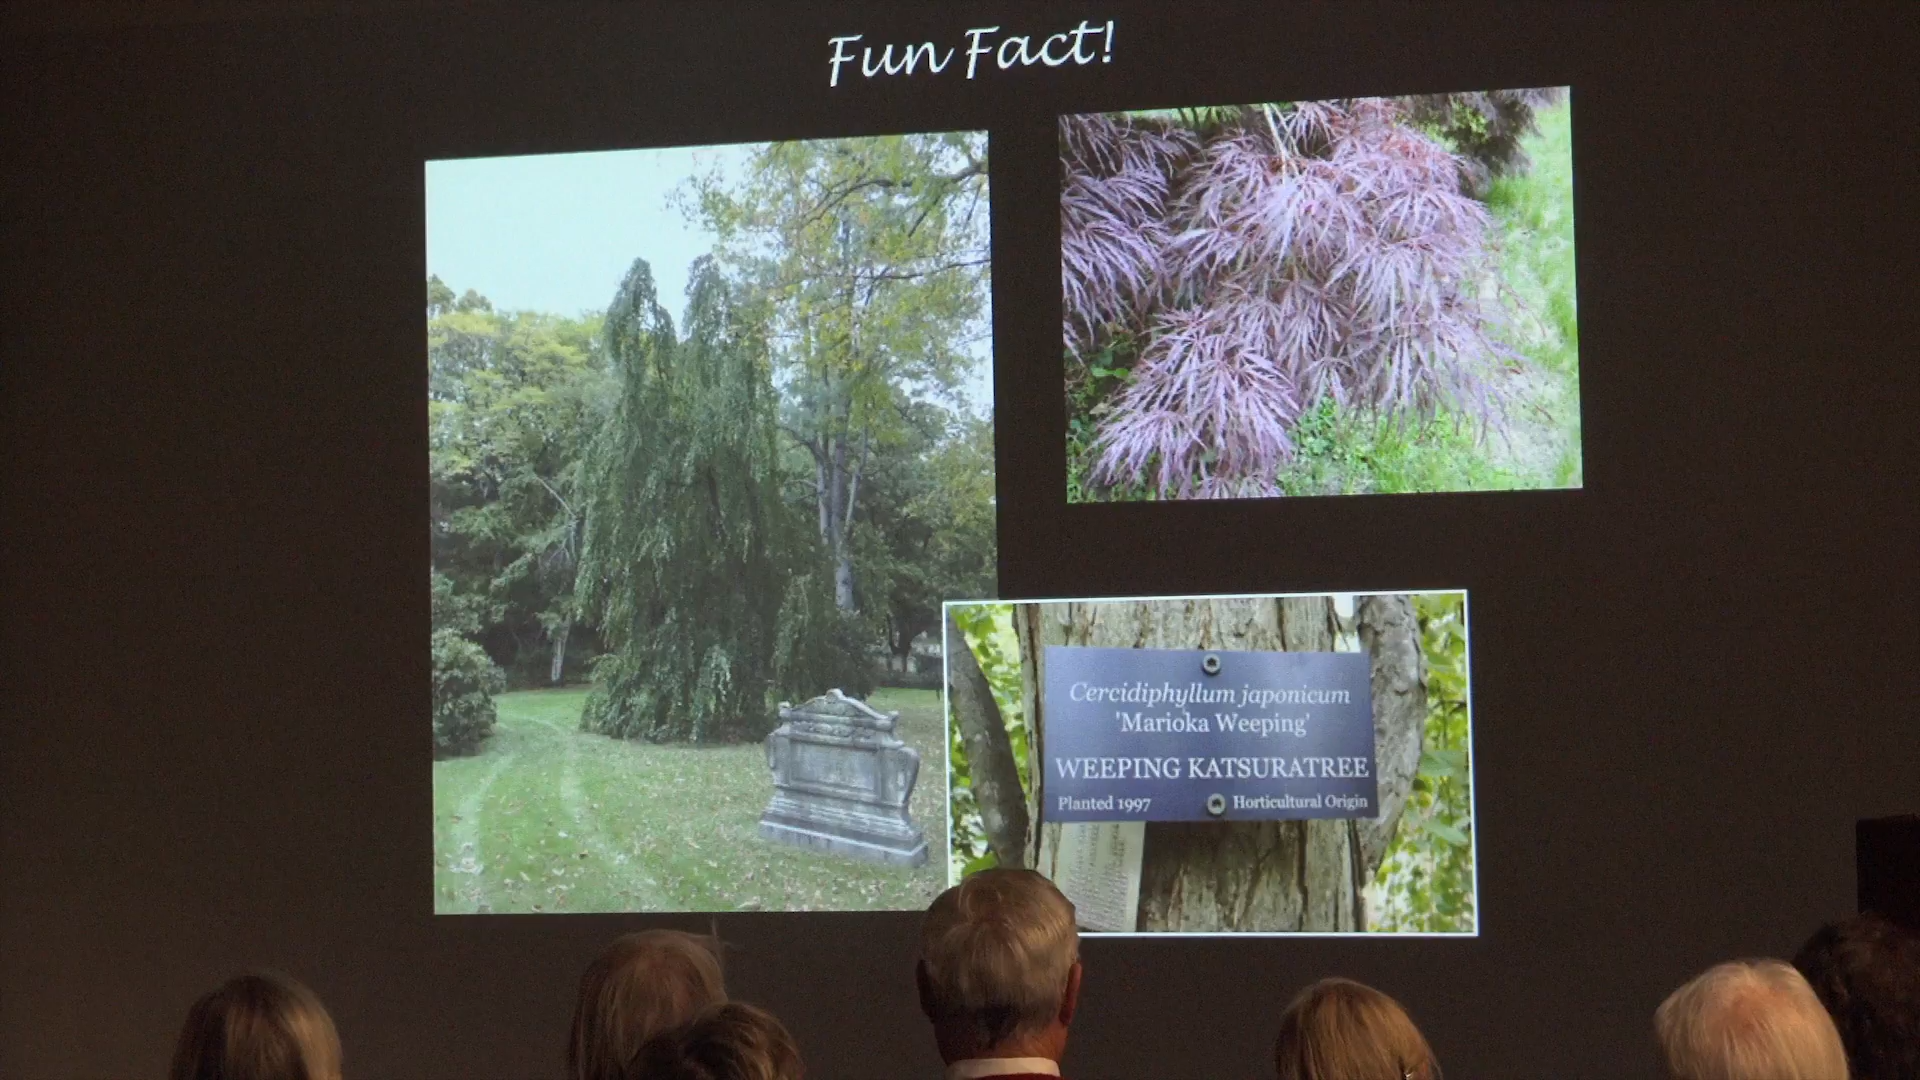 Fun Fact!
Cercidiphyllum japonicum
'Marioka Weeping'
WEEPING KATSURATREE
Planted 1997 Horticultural Origin